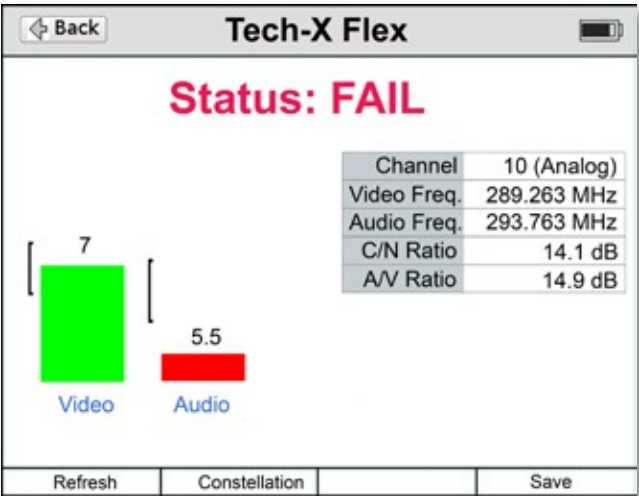 Back
Tech-X Flex
Status: FAIL
Channel 10 (Analog)
Video Freq. 289.263 MHz
Audio Freq. 293.763 MHz
C/N Ratio 14.1 dB
A/V Ratio 14.9 dB
7
5.5
Video Audio
Refresh Constellation Save